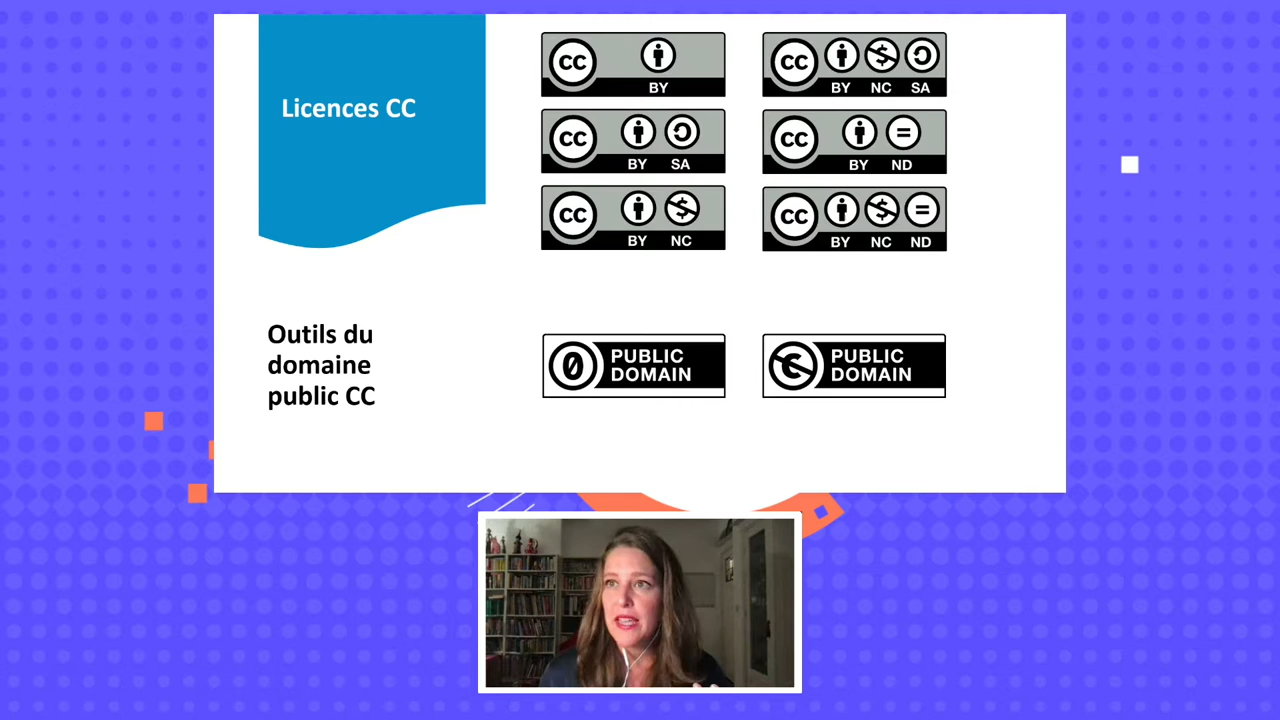 Licences CC
CC BY
CC BY NC SA
CC BY SA
CC BY ND
CC BY NC
CC BY NC ND
Outils du
domaine
public CC
0 PUBLIC
DOMAIN
C PUBLIC
DOMAIN